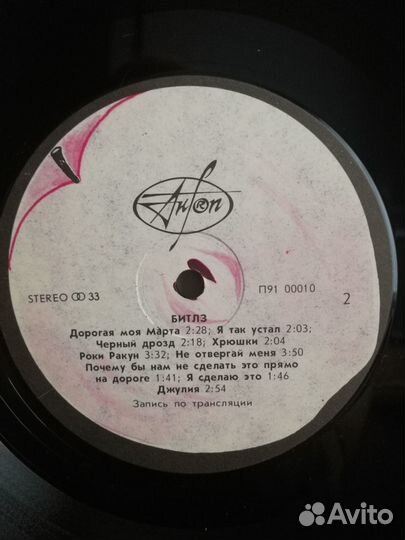 АнТроп
STEREO 33
П91 00010
2
БИТЛЗ
Дорогая моя Марта 2:28; Я так устал 2:03;
Черный дрозд 2:18; Хрюшки 2:04
Роки Ракун 3:32; Не отвергай меня 3:50
Почему бы нам не сделать это прямо
на дороге 1:41; Я сделаю это 1:46
Джулия 2:54
Запись по трансляции
Авито